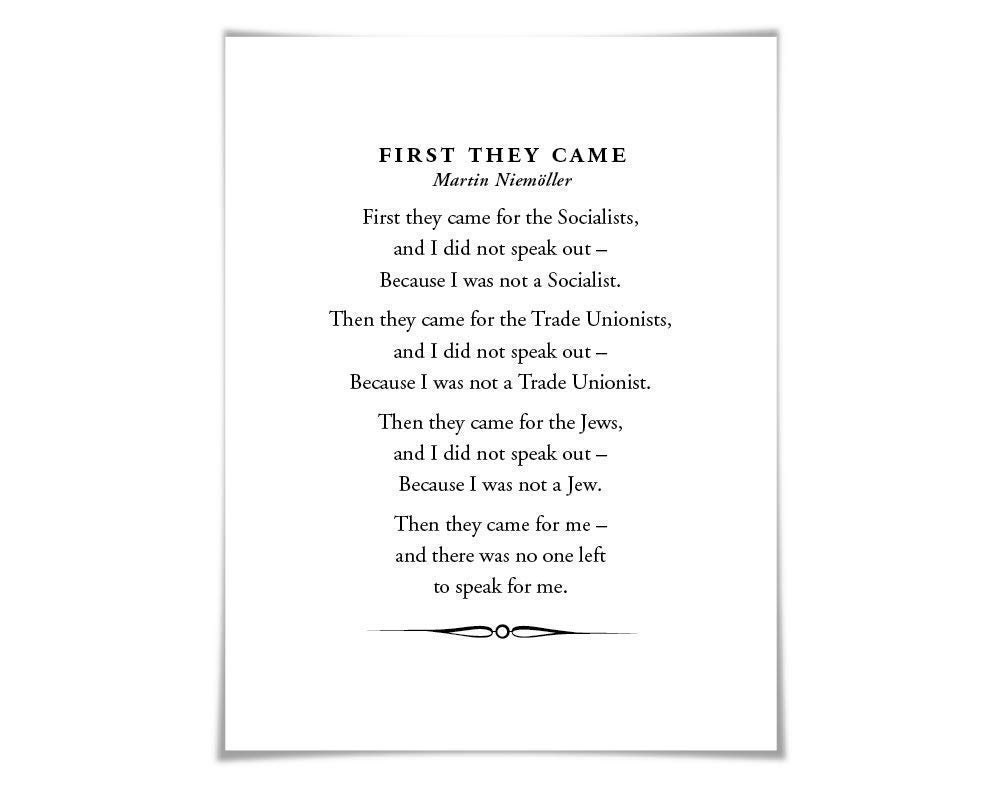 FIRST THEY CAME
Martin Niemöller
First they came for the Socialists,
and I did not speak out –
Because I was not a Socialist.
Then they came for the Trade Unionists,
and I did not speak out –
Because I was not a Trade Unionist.
Then they came for the Jews,
and I did not speak out –
Because I was not a Jew.
Then they came for me –
and there was no one left
to speak for me.